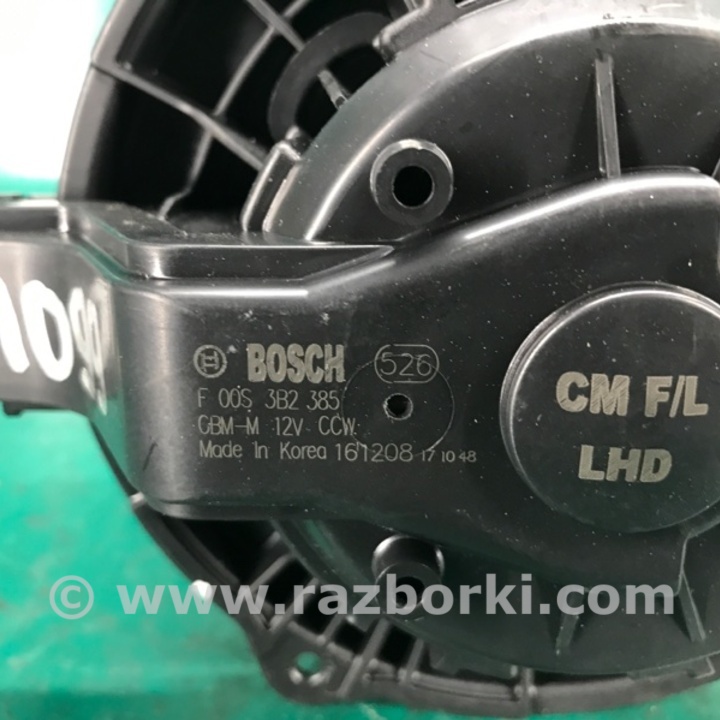 BOSCH 526
F 00S 3B2 385
CBM-M 12V CCW
Made In Korea 161208 17 10 48
CM F/L
LHD
© www.razborki.com